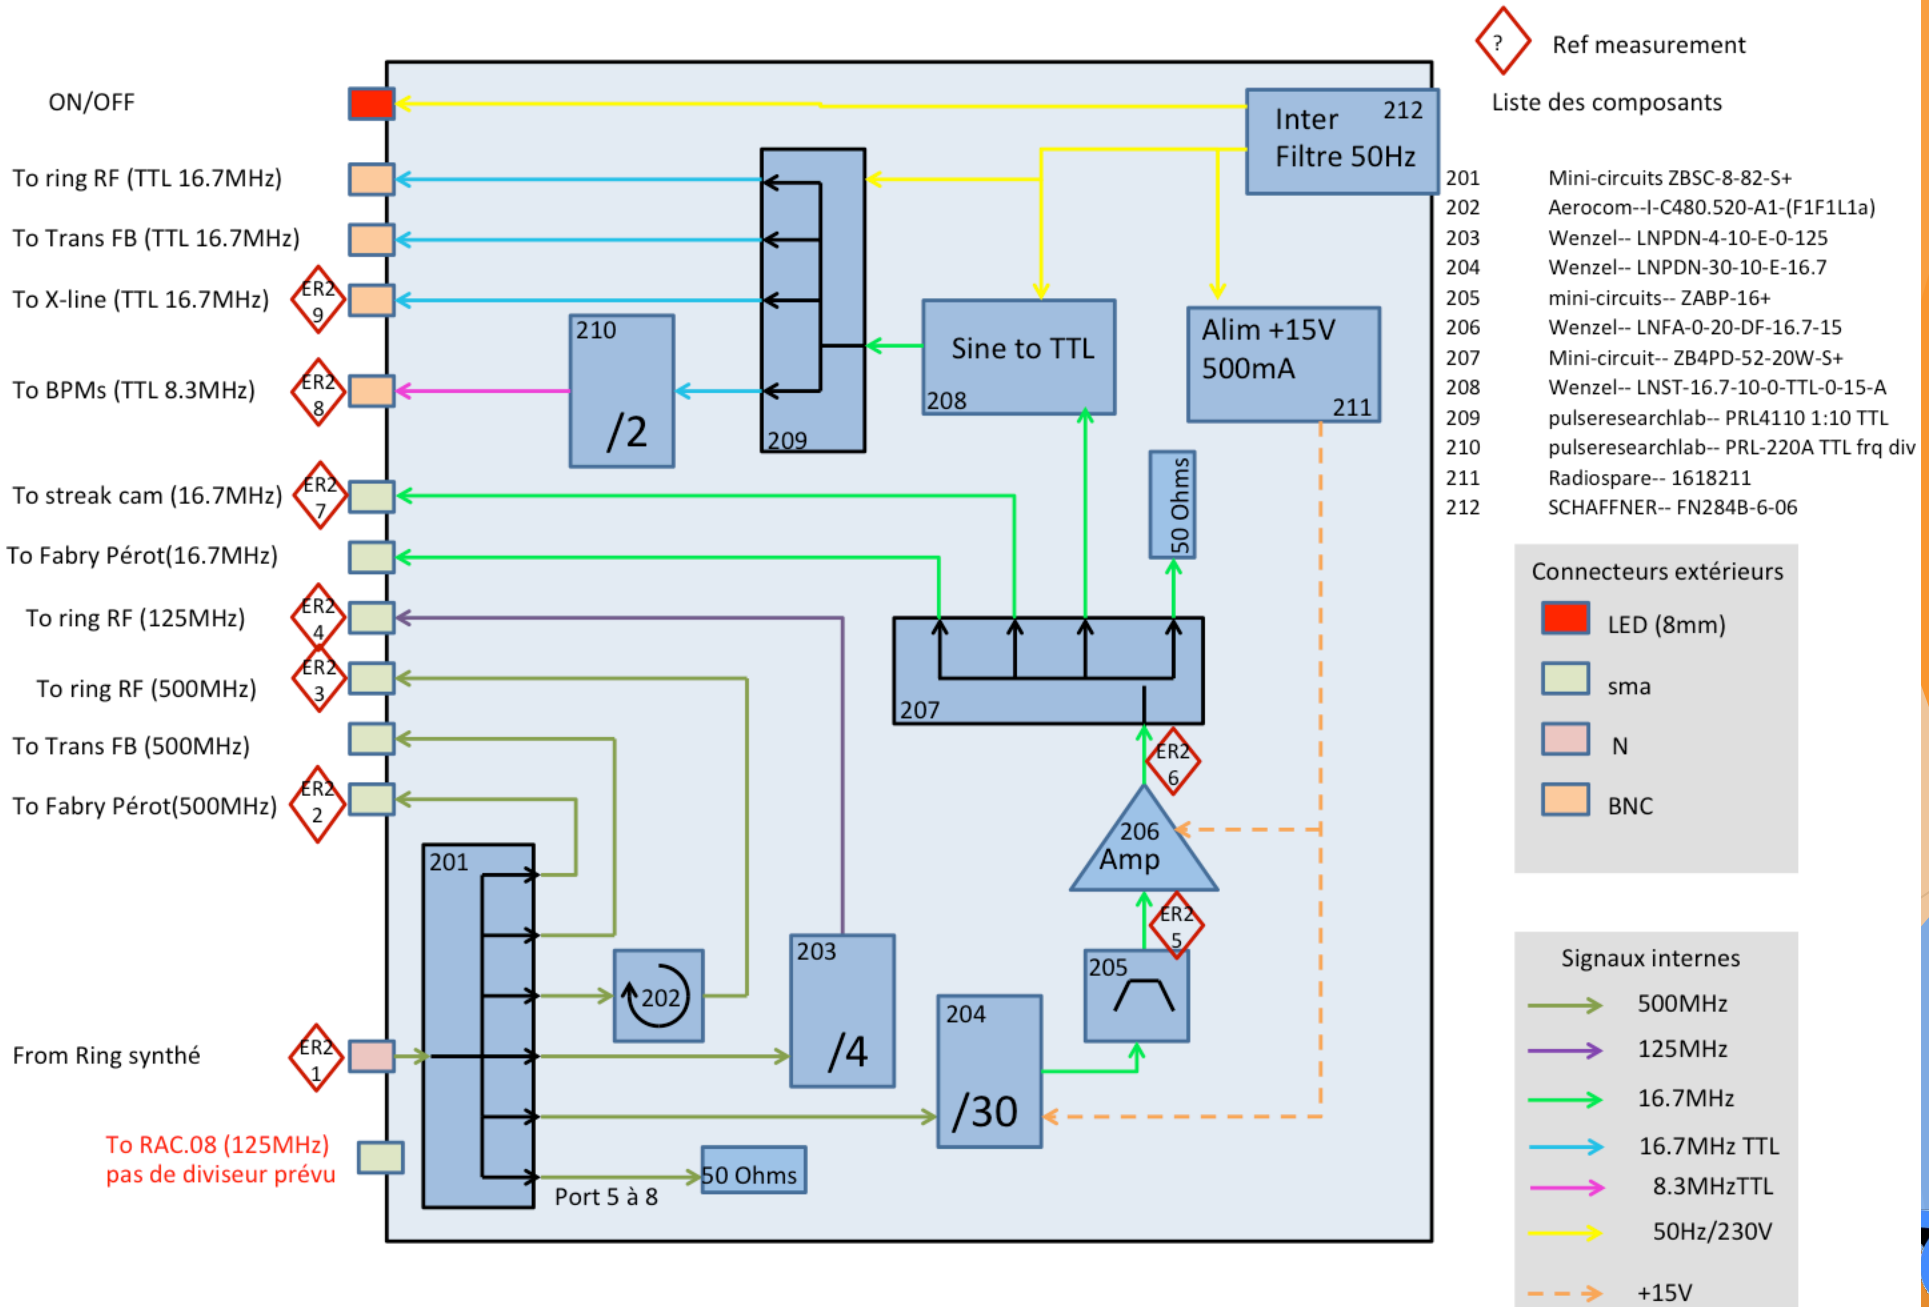 ON/OFF
To ring RF (TTL 16.7MHz)
To Trans FB (TTL 16.7MHz)
To X-line (TTL 16.7MHz)
ER2
9
To BPMs (TTL 8.3MHz)
ER2
8
To streak cam (16.7MHz)
ER2
7
To Fabry Pérot(16.7MHz)
To ring RF (125MHz)
ER2
4
To ring RF (500MHz)
ER2
3
To Trans FB (500MHz)
To Fabry Pérot(500MHz)
ER2
2
From Ring synthé
ER2
1
To RAC.08 (125MHz)
pas de diviseur prévu
Inter 212
Filtre 50Hz
209
210
/2
Sine to TTL
208
Alim +15V
500mA
211
50 Ohms
207
ER2
6
206
Amp
ER2
5
205
204
/30
203
/4
202
201
50 Ohms
Port 5 à 8
?
Ref measurement
Liste des composants
201 Mini-circuits ZBSC-8-82-S+
202 Aerocom--I-C480.520-A1-(F1F1L1a)
203 Wenzel-- LNPDN-4-10-E-0-125
204 Wenzel-- LNPDN-30-10-E-16.7
205 mini-circuits-- ZABP-16+
206 Wenzel-- LNFA-0-20-DF-16.7-15
207 Mini-circuit-- ZB4PD-52-20W-S+
208 Wenzel-- LNST-16.7-10-0-TTL-0-15-A
209 pulseresearchlab-- PRL4110 1:10 TTL
210 pulseresearchlab-- PRL-220A TTL frq div
211 Radiospare-- 1618211
212 SCHAFFNER-- FN284B-6-06
Connecteurs extérieurs
LED (8mm)
sma
N
BNC
Signaux internes
500MHz
125MHz
16.7MHz
16.7MHz TTL
8.3MHzTTL
50Hz/230V
+15V